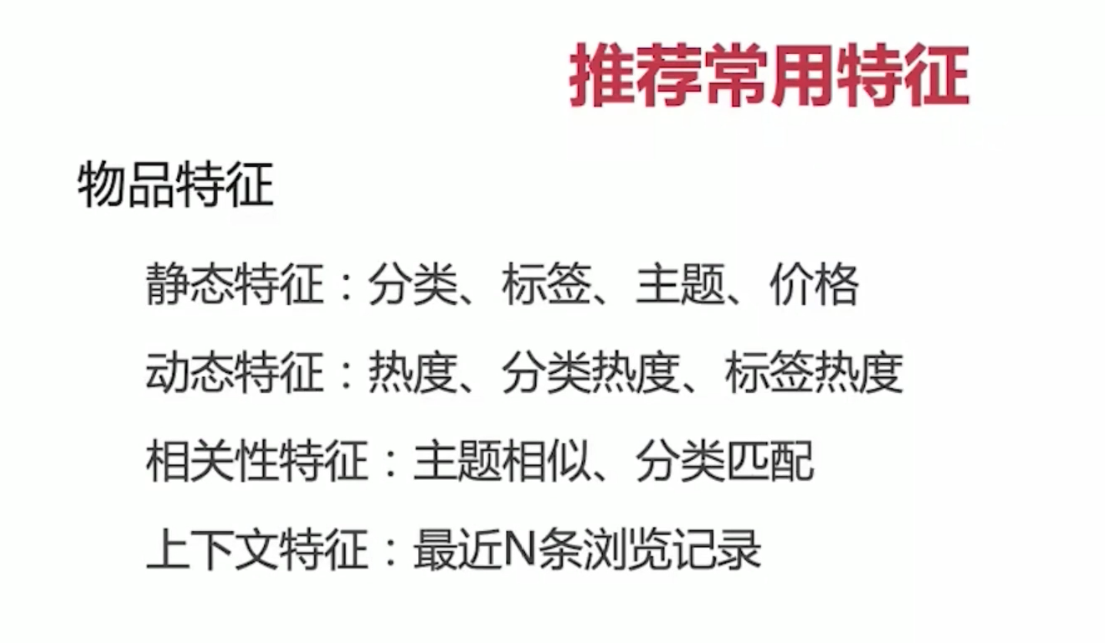 推荐常用特征
物品特征
静态特征：分类、标签、主题、价格
动态特征：热度、分类热度、标签热度
相关性特征：主题相似、分类匹配
上下文特征：最近N条浏览记录